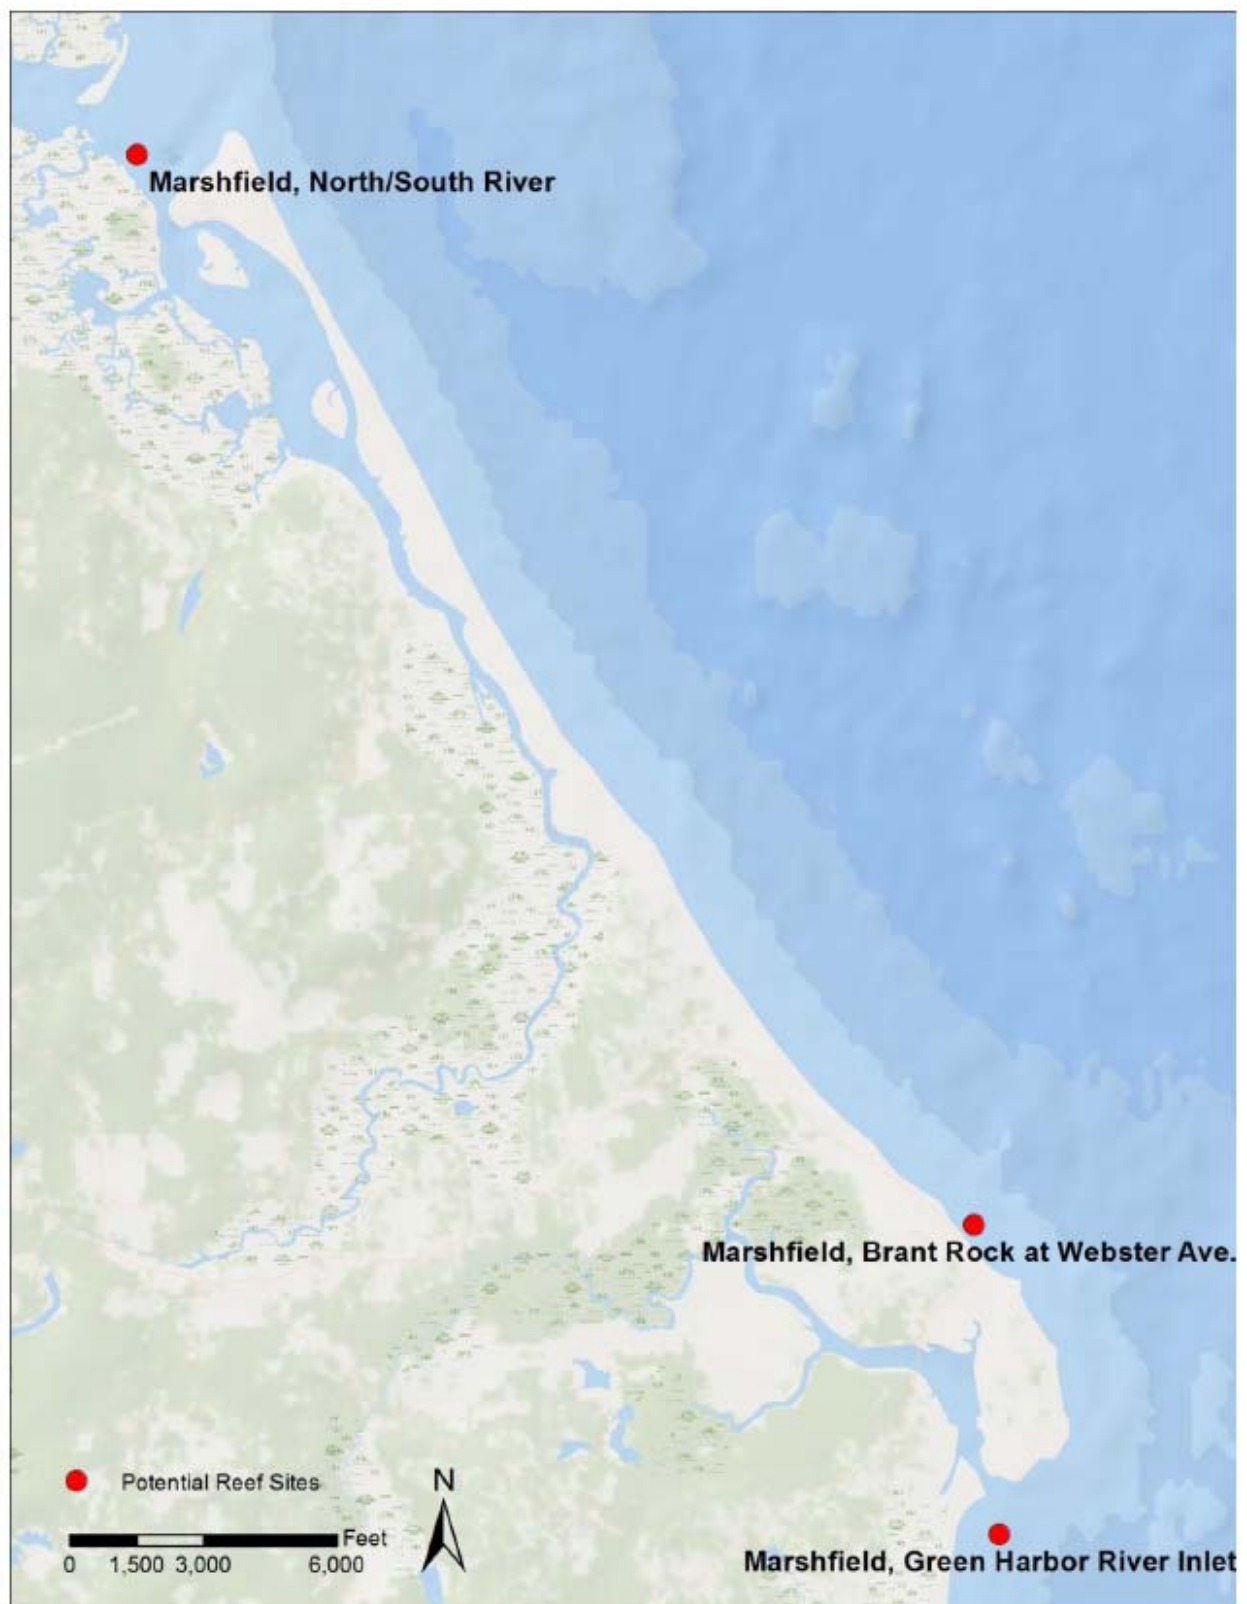 Marshfield, North/South River
Marshfield, Brant Rock at Webster Ave.
Potential Reef Sites
N
Feet
0 1,500 3,000 6,000
Marshfield, Green Harbor River Inlet